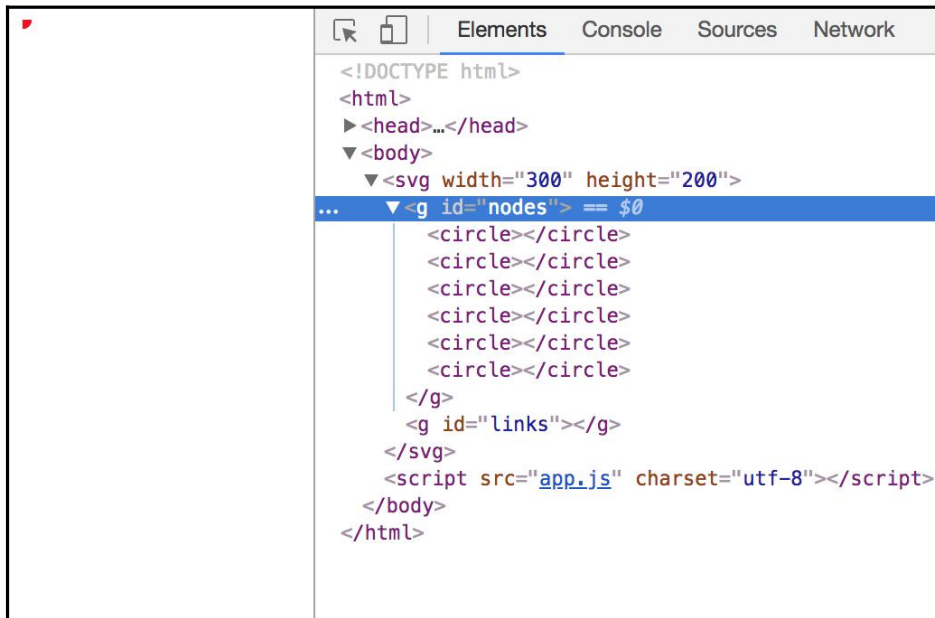 Elements Console Sources Network
<!DOCTYPE html>
<html>
▶<head>…</head>
▼<body>
▼<svg width="300" height="200">
... ▼<g id="nodes"> == $0
<circle></circle>
<circle></circle>
<circle></circle>
<circle></circle>
<circle></circle>
<circle></circle>
</g>
<g id="links"></g>
</svg>
<script src="app.js" charset="utf-8"></script>
</body>
</html>